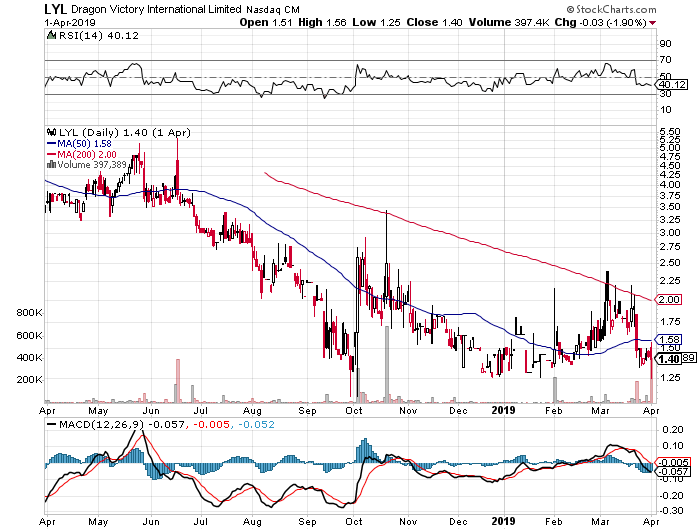 LYL Dragon Victory International Limited Nasdaq CM
© StockCharts.com
1-Apr-2019
Open 1.51 High 1.56 Low 1.25 Close 1.40 Volume 397.4K Chg -0.03 (-1.90%)
RSI(14) 40.12
90
70
50
40.12
30
10
LYL (Daily) 1.40 (1 Apr)
MA(50) 1.58
MA(200) 2.00
Volume 397,389
5.50
5.25
5.00
4.75
4.50
4.25
4.00
3.75
3.50
3.25
3.00
2.75
2.50
2.25
2.00
1.75
1.58
1.50
1.40
89
1.25
800K
600K
400K
200K
Apr May Jun Jul Aug Sep Oct Nov Dec 2019 Feb Mar Apr
MACD(12,26,9) -0.057, -0.005, -0.052
0.20
0.10
-0.005
-0.057
-0.10
-0.20
-0.30
Apr May Jun Jul Aug Sep Oct Nov Dec 2019 Feb Mar Apr